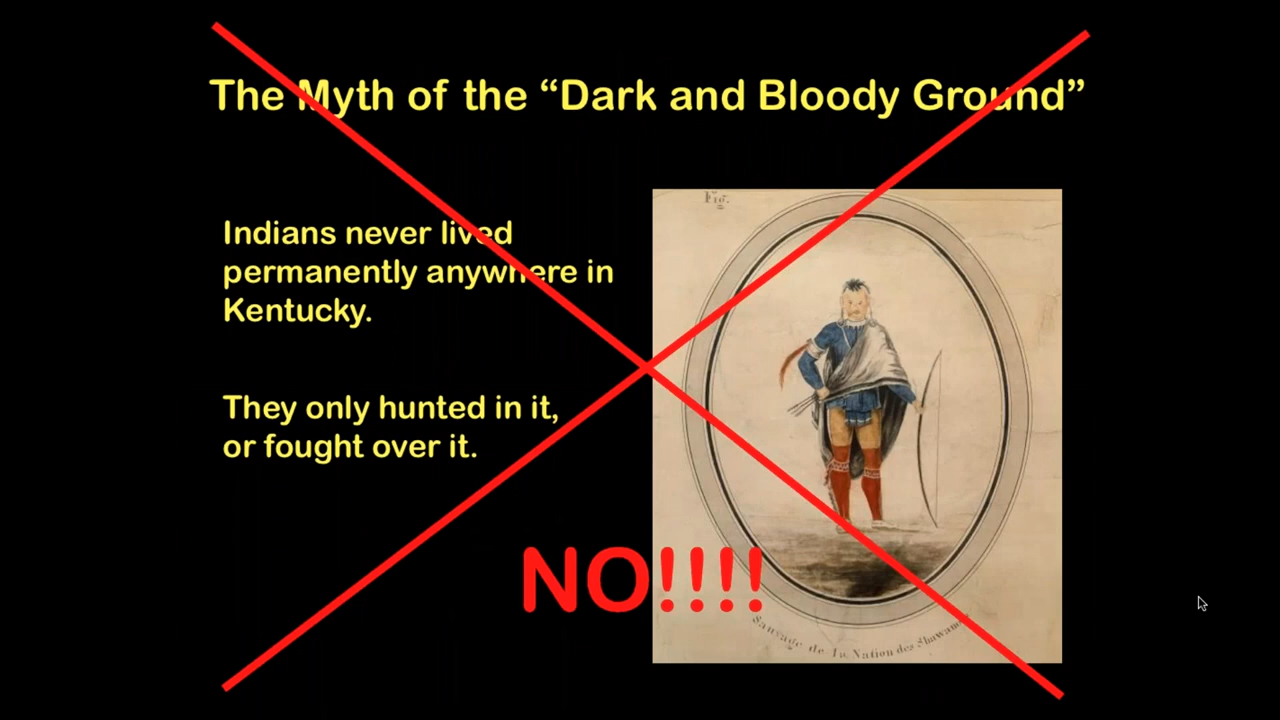 The Myth of the “Dark and Bloody Ground”
Indians never lived
permanently anywhere in
Kentucky.
They only hunted in it,
or fought over it.
NO!!!!
Fig.
Sauvage de la Nation des Shawanoes